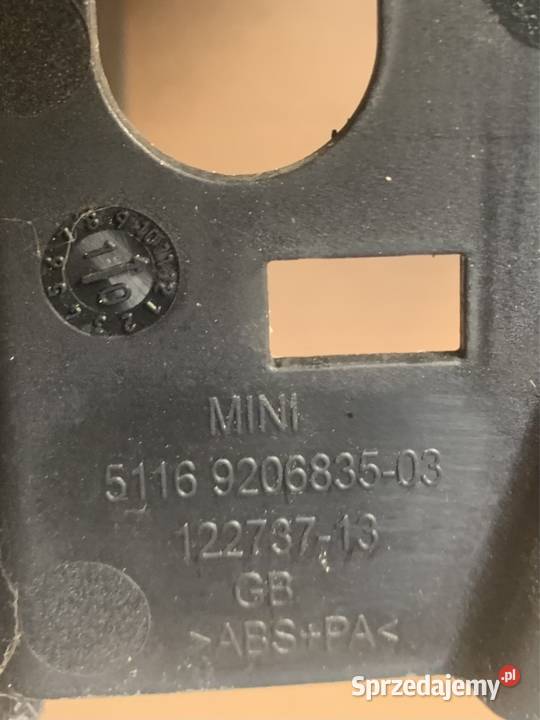 MINI
5116 9206835-03
122737-13
GB
>ABS+PA<
Sprzedajemy.pl